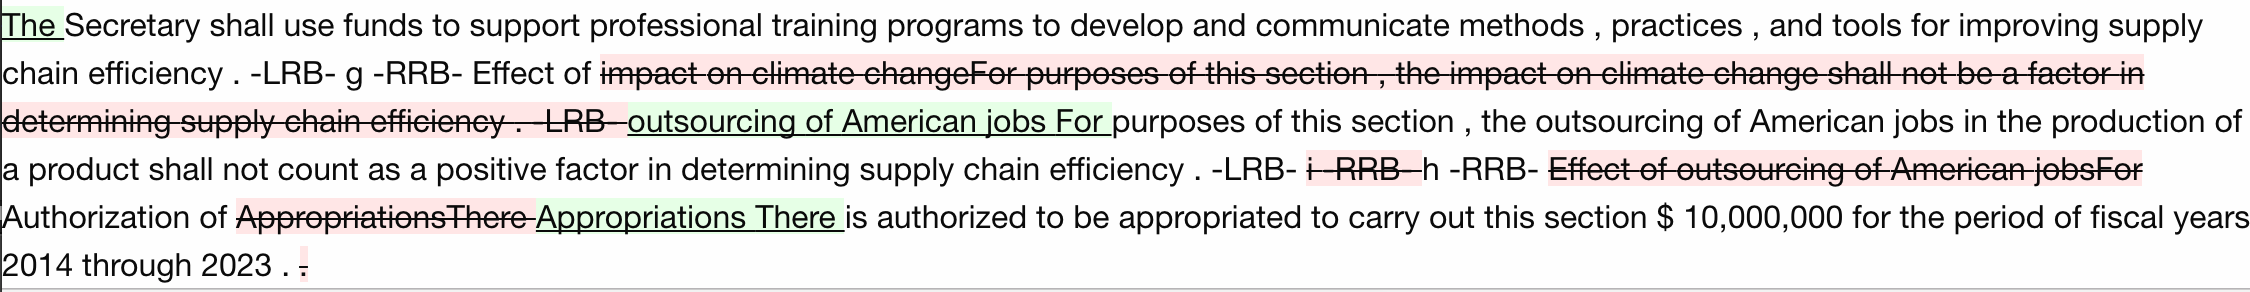 The Secretary shall use funds to support professional training programs to develop and communicate methods , practices , and tools for improving supply
chain efficiency . -LRB- g -RRB- Effect of impact on climate changeFor purposes of this section , the impact on climate change shall not be a factor in
determining supply chain efficiency . -LRB- outsourcing of American jobs For purposes of this section , the outsourcing of American jobs in the production of
a product shall not count as a positive factor in determining supply chain efficiency . -LRB- i -RRB- h -RRB- Effect of outsourcing of American jobsFor
Authorization of AppropriationsThere Appropriations There is authorized to be appropriated to carry out this section $ 10,000,000 for the period of fiscal years
2014 through 2023 . .